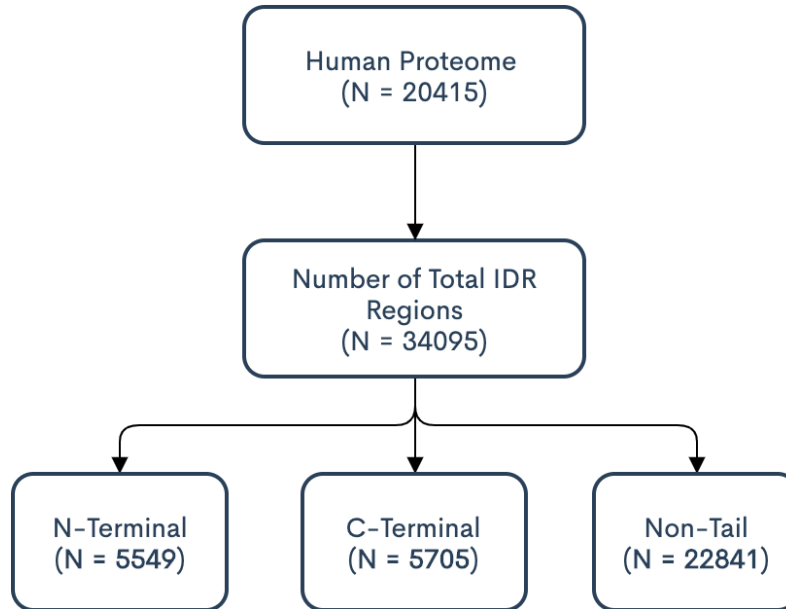 Human Proteome
(N = 20415)
Number of Total IDR
Regions
(N = 34095)
N-Terminal
(N = 5549)
C-Terminal
(N = 5705)
Non-Tail
(N = 22841)